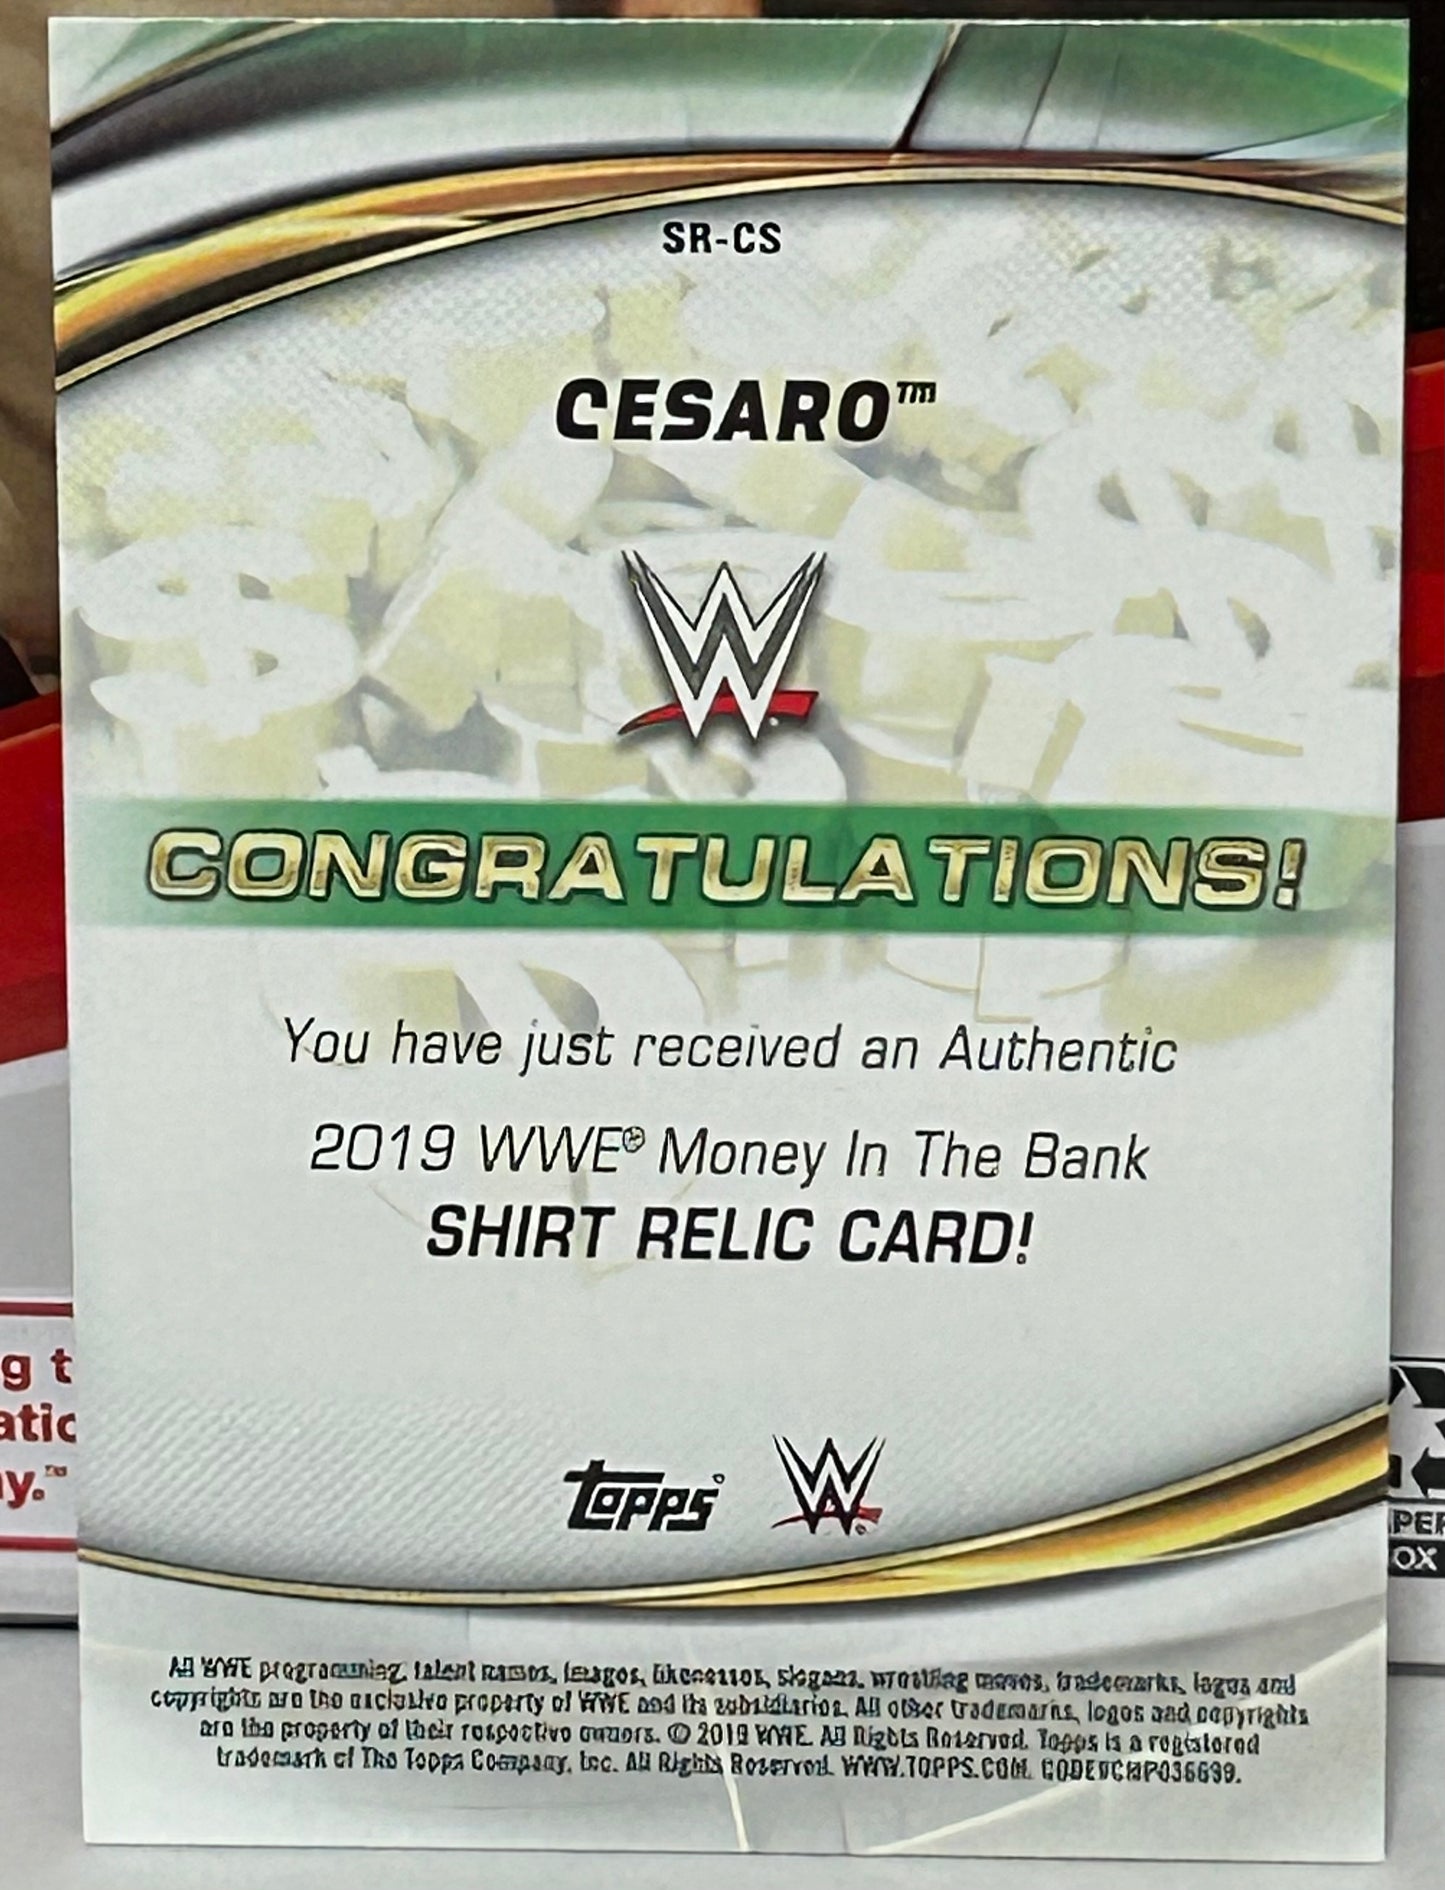 SR-CS
CESARO™
W
CONGRATULATIONS!
You have just received an Authentic
2019 WWE® Money In The Bank
SHIRT RELIC CARD!
topps® W
g t
atic
y.™
PER
OX
All WWE programming, talent names, images, likenesses, slogans, wrestling moves, trademarks, logos and
copyrights are the exclusive property of WWE and its subsidiaries. All other trademarks, logos and copyrights
are the property of their respective owners. © 2019 WWE. All Rights Reserved. Topps is a registered
trademark of The Topps Company, Inc. All Rights Reserved. WWW.TOPPS.COM.